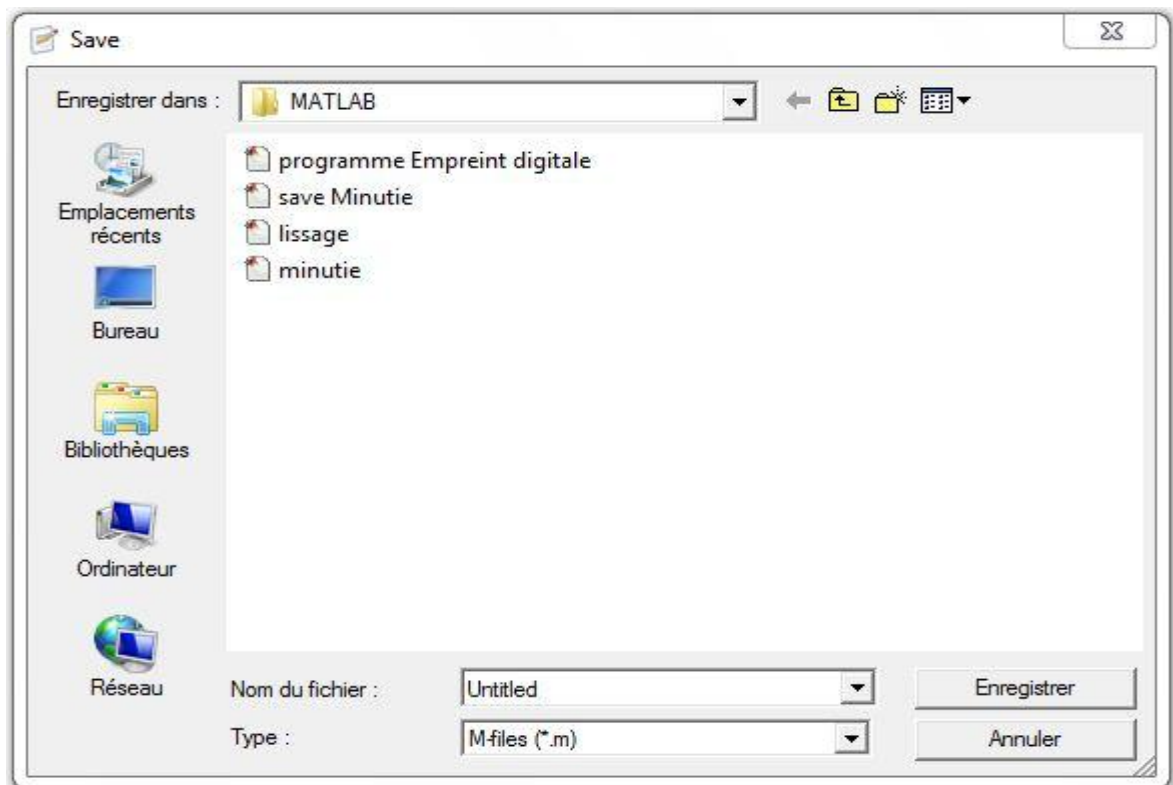 Save
Enregistrer dans :
MATLAB
Emplacements
récents
Bureau
Bibliothèques
Ordinateur
Réseau
programme Empreint digitale
save Minutie
lissage
minutie
Nom du fichier :
Untitled
Enregistrer
Type :
M-files (*.m)
Annuler